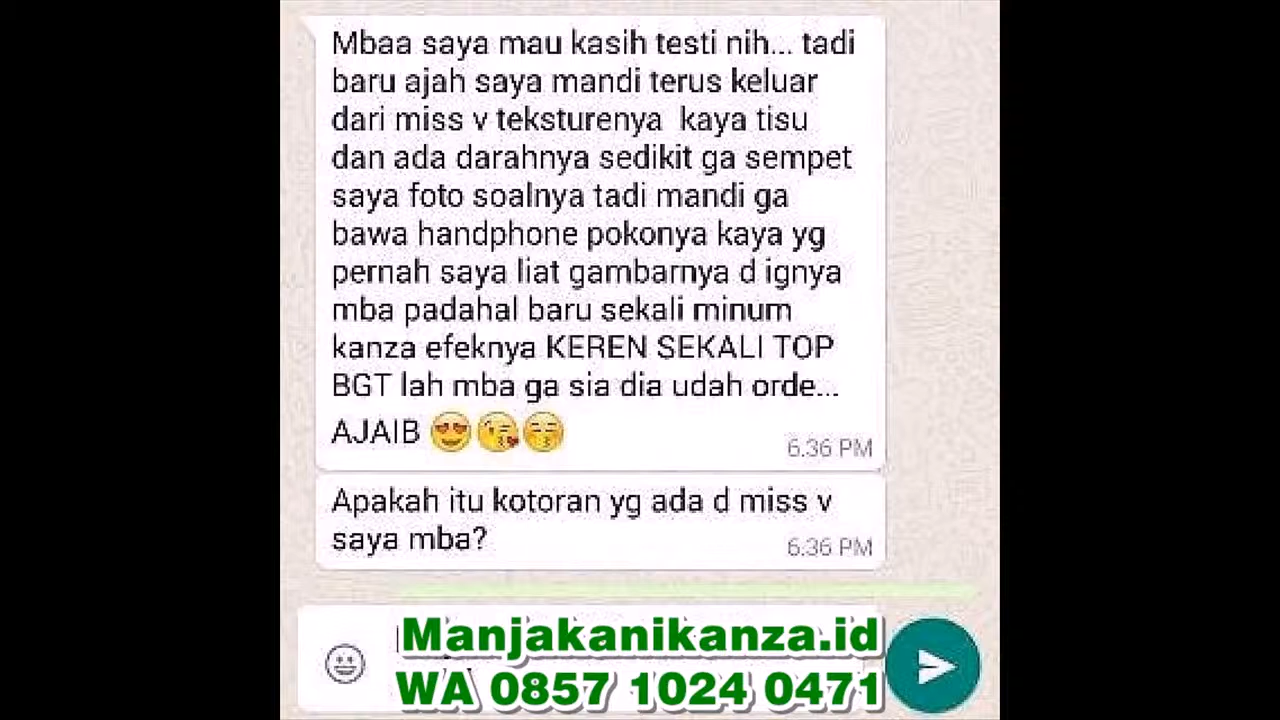 Mbaa saya mau kasih testi nih... tadi
baru ajah saya mandi terus keluar
dari miss v teksturenya kaya tisu
dan ada darahnya sedikit ga sempet
saya foto soalnya tadi mandi ga
bawa handphone pokonya kaya yg
pernah saya liat gambarnya d ignya
mba padahal baru sekali minum
kanza efeknya KEREN SEKALI TOP
BGT lah mba ga sia dia udah orde...
AJAIB 😍😘😚
6.36 PM
Apakah itu kotoran yg ada d miss v
saya mba?
6.36 PM
Manjakanikanza.id
WA 0857 1024 0471